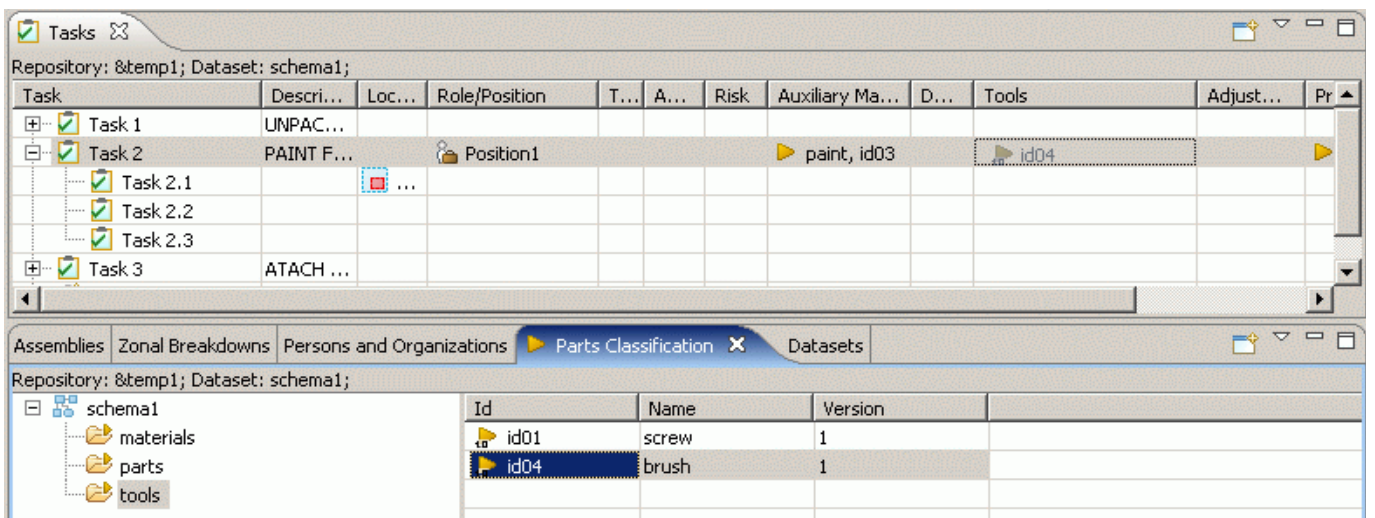 Tasks
Repository: &temp1; Dataset: schema1;
Task Descri... Loc... Role/Position T... A... Risk Auxiliary Ma... D... Tools Adjust... Pr
Task 1 UNPAC...
Task 2 PAINT F... Position1 paint, id03 id04
Task 2.1 ...
Task 2.2
Task 2.3
Task 3 ATACH ...
Assemblies Zonal Breakdowns Persons and Organizations Parts Classification Datasets
Repository: &temp1; Dataset: schema1;
schema1 Id Name Version
materials id01 screw 1
parts id04 brush 1
tools